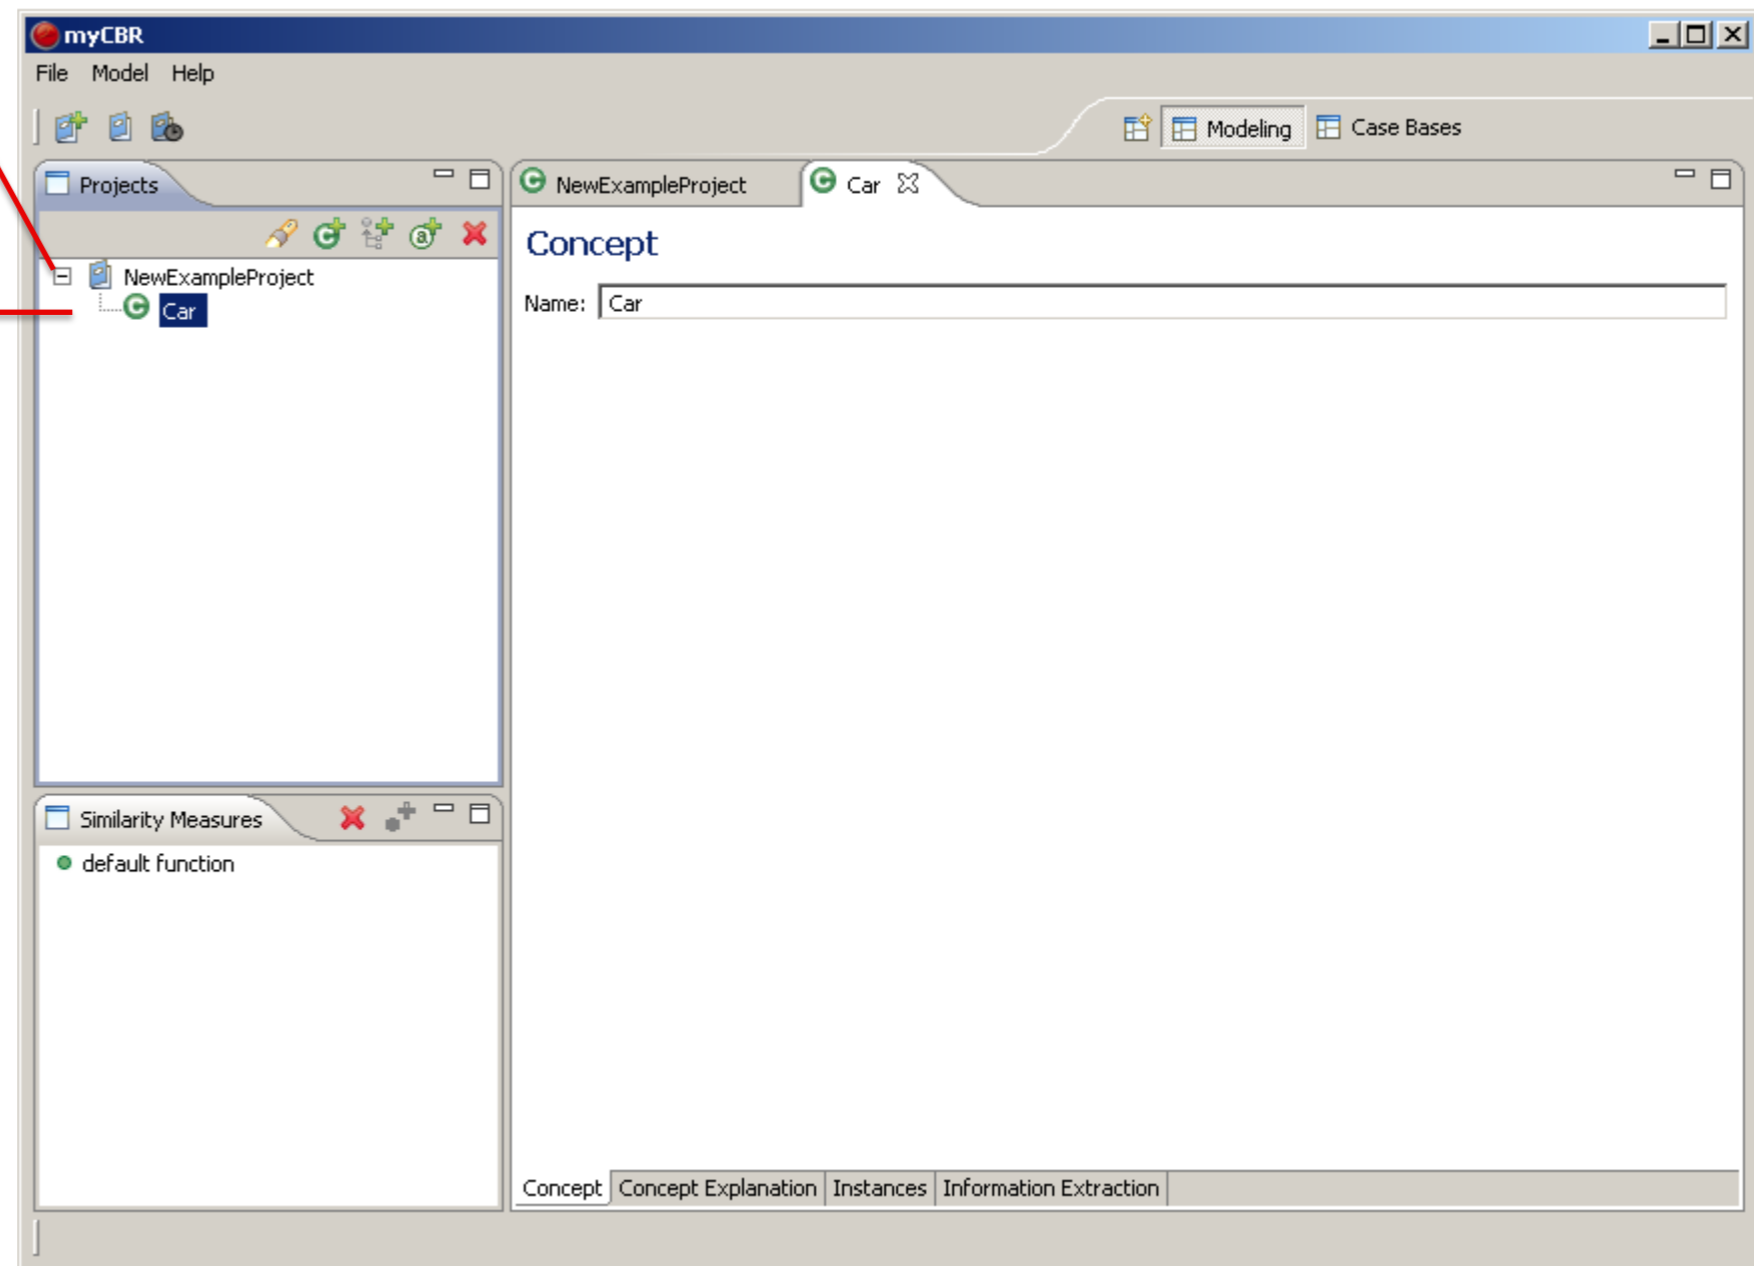 myCBR
File Model Help
Modeling Case Bases
Projects
NewExampleProject
Car
Similarity Measures
default function
NewExampleProject Car
Concept
Name: Car
Concept Concept Explanation Instances Information Extraction